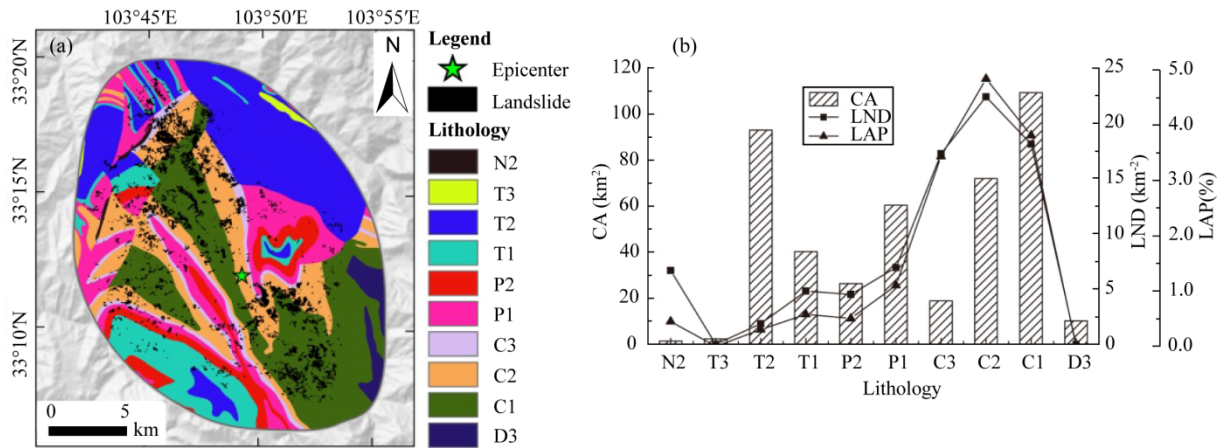 103°45′E 103°50′E 103°55′E
(a)
N
33°20′N
33°15′N
33°10′N
0 5
km
Legend
Epicenter
Landslide
Lithology
N2
T3
T2
T1
P2
P1
C3
C2
C1
D3
(b)
CA
LND
LAP
120
100
80
60
40
20
0
CA (km²)
25
20
15
10
5
0
LND (km⁻²)
5.0
4.0
3.0
2.0
1.0
0.0
LAP(%)
N2 T3 T2 T1 P2 P1 C3 C2 C1 D3
Lithology